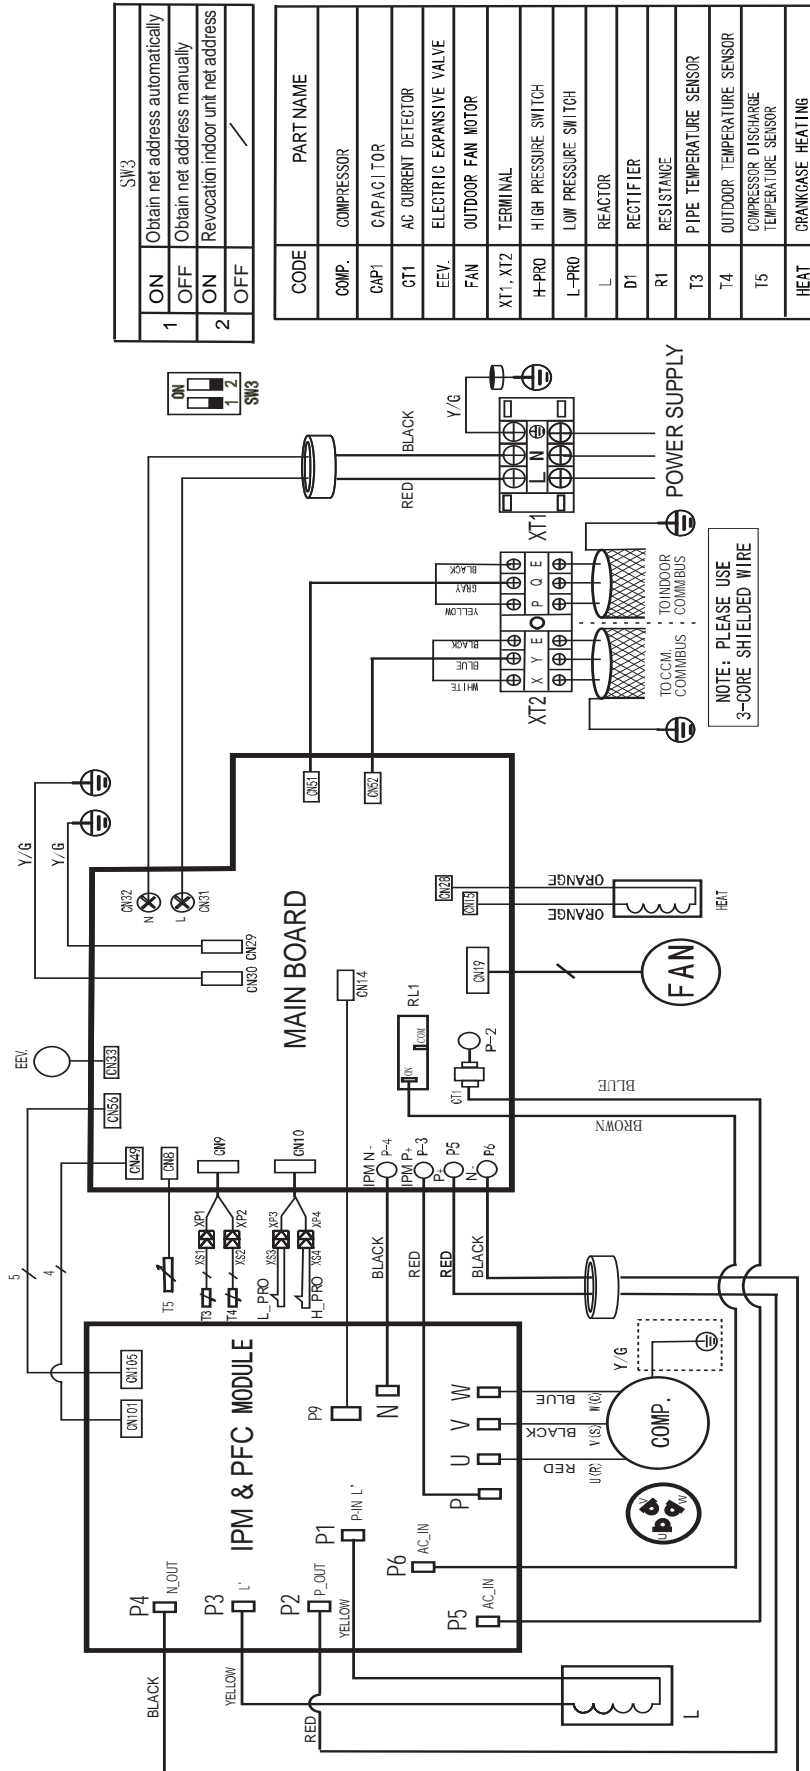 SW3
1
ON
Obtain net address automatically
OFF
Obtain net address manually
2
ON
Revocation indoor unit net address
OFF
/
CODE PART NAME
COMP. COMPRESSOR
CAP1 CAPACITOR
CT1 AC CURRENT DETECTOR
EEV. ELECTRIC EXPANSIVE VALVE
FAN OUTDOOR FAN MOTOR
XT1, XT2 TERMINAL
H-PRO HIGH PRESSURE SWITCH
L-PRO LOW PRESSURE SWITCH
L REACTOR
D1 RECTIFIER
R1 RESISTANCE
T3 PIPE TEMPERATURE SENSOR
T4 OUTDOOR TEMPERATURE SENSOR
T5 COMPRESSOR DISCHARGE
TEMPERATURE SENSOR
HEAT CRANKCASE HEATING
ON
1 2
SW3
BLACK
RED
Y/G
L N
XT1
POWER SUPPLY
YELLOW
GRAY
BLACK
WHITE
BLUE
BLACK
X Y E O P Q E
XT2
TO C.C.M.
COMM.BUS
TO INDOOR
COMM.BUS
NOTE: PLEASE USE
3-CORE SHIELDED WIRE
Y/G
Y/G
CN32
N
L
CN31
CN30
CN29
CN51
CN52
MAIN BOARD
CN14
CN28
CN15
ORANGE
ORANGE
HEAT
CN19
FAN
EEV.
CN33
CN56
CN49
CN8
CN9
CN10
RL1
ON
COM
CT1
P-2
BLUE
BROWN
IPM N-
P-4
IPM P+
P-3
P+
P5
N-
P6
5
4
T5
T3
XS1
XP1
T4
XS2
XP2
L_PRO
XS3
XP3
H_PRO
XS4
XP4
BLACK
RED
RED
BLACK
CN105
CN101
IPM & PFC MODULE
P9
N
W
V
U
P
BLUE
BLACK
RED
W(C)
V(S)
U(R)
COMP.
Y/G
U
V
W
P4
N_OUT
P3
L'
P2
P_OUT
P1
P-IN L'
P6
AC_IN
P5
AC_IN
BLACK
YELLOW
RED
YELLOW
L